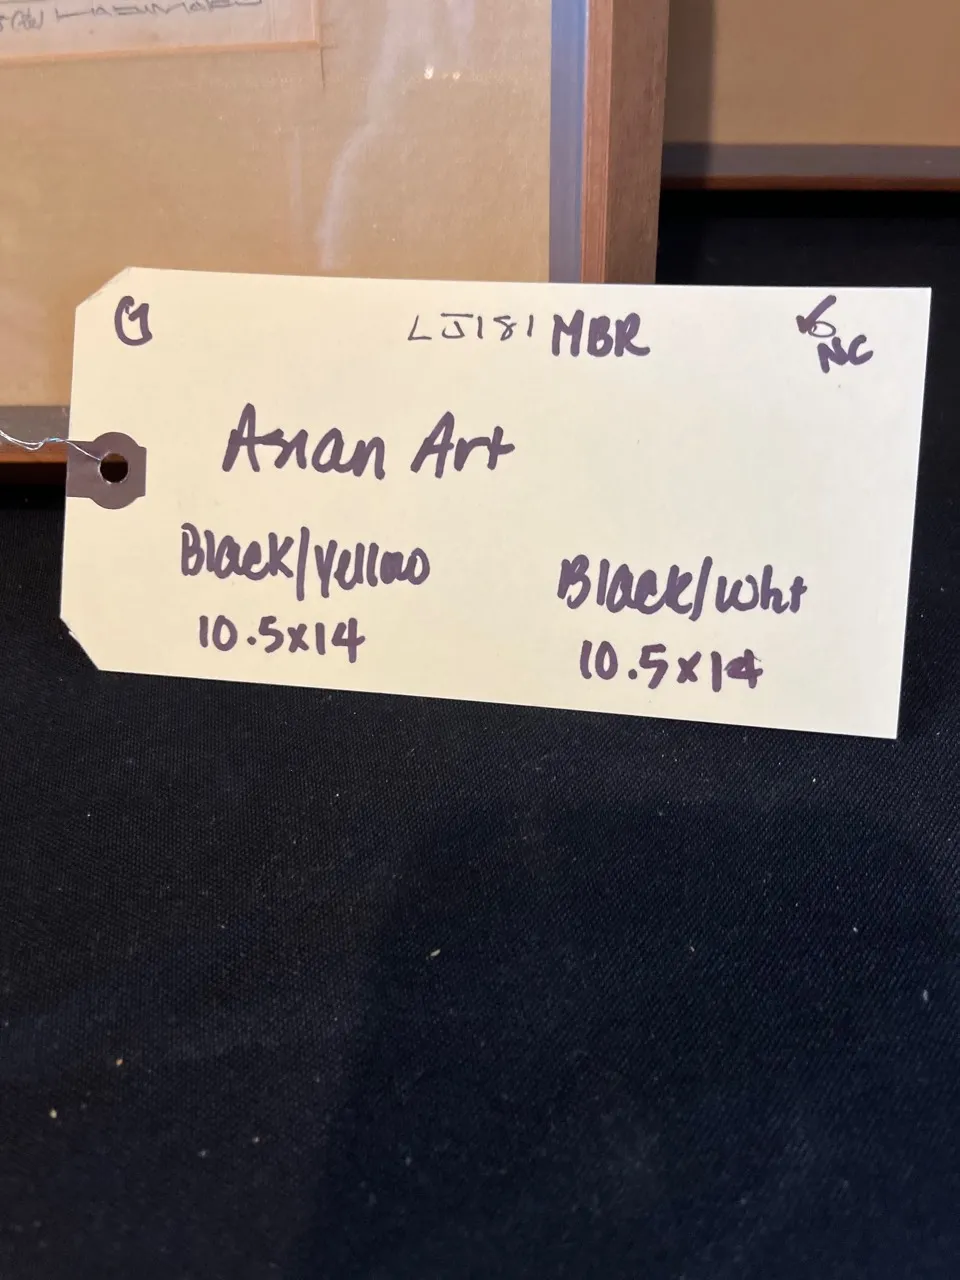 LJ181 MBR
NC
Asian Art
Black/Yellow
10.5x14
Black/Wht
10.5x14